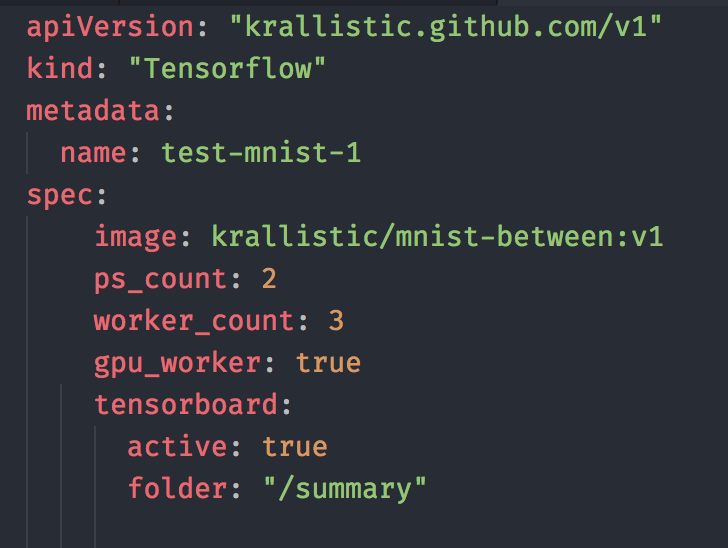 apiVersion: "krallistic.github.com/v1"
kind: "Tensorflow"
metadata:
  name: test-mnist-1
spec:
    image: krallistic/mnist-between:v1
    ps_count: 2
    worker_count: 3
    gpu_worker: true
    tensorboard:
      active: true
      folder: "/summary"